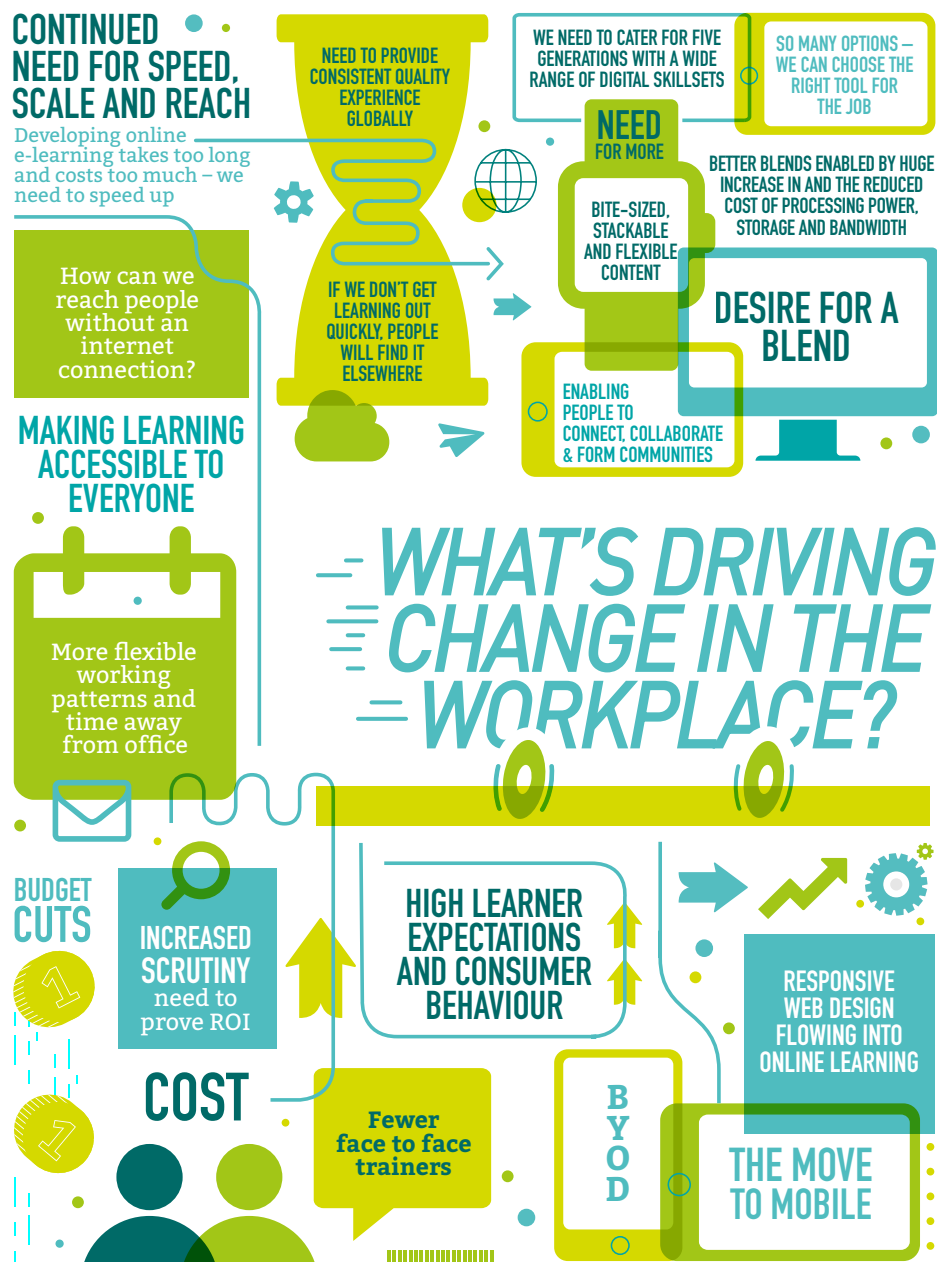 CONTINUED
NEED FOR SPEED,
SCALE AND REACH
Developing online
e-learning takes too long
and costs too much – we
need to speed up
How can we
reach people
without an
internet
connection?
MAKING LEARNING
ACCESSIBLE TO
EVERYONE
More flexible
working
patterns and
time away
from office
NEED TO PROVIDE
CONSISTENT QUALITY
EXPERIENCE
GLOBALLY
IF WE DON'T GET
LEARNING OUT
QUICKLY, PEOPLE
WILL FIND IT
ELSEWHERE
WE NEED TO CATER FOR FIVE
GENERATIONS WITH A WIDE
RANGE OF DIGITAL SKILLSETS
SO MANY OPTIONS –
WE CAN CHOOSE THE
RIGHT TOOL FOR
THE JOB
NEED
FOR MORE
BITE-SIZED,
STACKABLE
AND FLEXIBLE
CONTENT
BETTER BLENDS ENABLED BY HUGE
INCREASE IN AND THE REDUCED
COST OF PROCESSING POWER,
STORAGE AND BANDWIDTH
DESIRE FOR A
BLEND
ENABLING
PEOPLE TO
CONNECT, COLLABORATE
& FORM COMMUNITIES
WHAT'S DRIVING
CHANGE IN THE
WORKPLACE?
BUDGET
CUTS
1
1
INCREASED
SCRUTINY
need to
prove ROI
COST
HIGH LEARNER
EXPECTATIONS
AND CONSUMER
BEHAVIOUR
Fewer
face to face
trainers
RESPONSIVE
WEB DESIGN
FLOWING INTO
ONLINE LEARNING
B
Y
O
D
THE MOVE
TO MOBILE